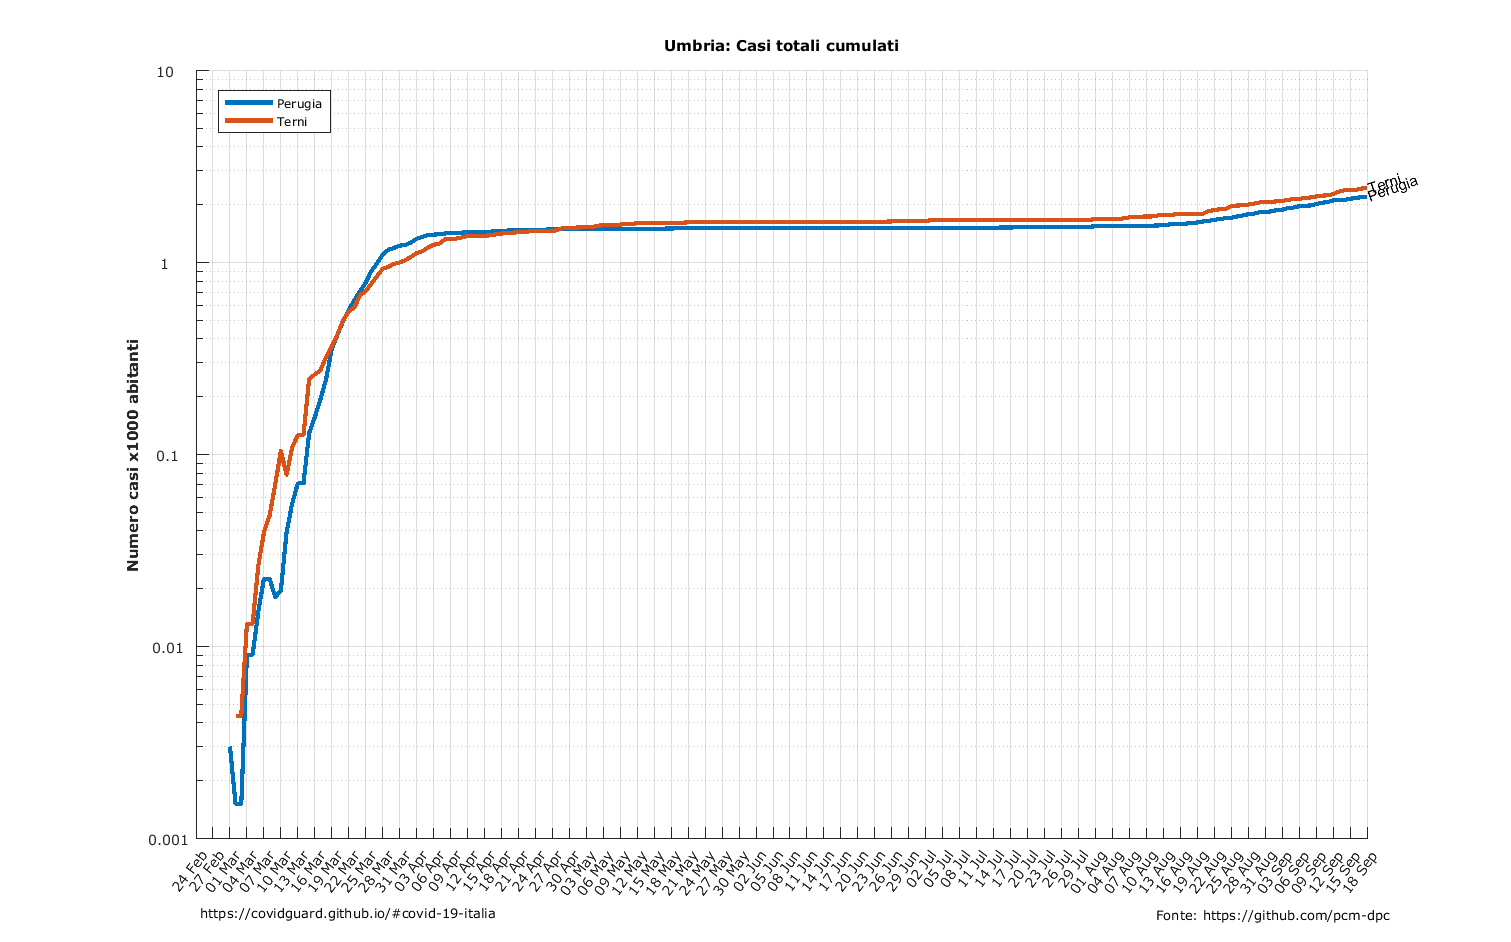 Umbria: Casi totali cumulati
10
1
0.1
0.01
0.001
Numero casi x1000 abitanti
Perugia
Terni
Terni
Perugia
24 Feb
27 Feb
01 Mar
04 Mar
07 Mar
10 Mar
13 Mar
16 Mar
19 Mar
22 Mar
25 Mar
28 Mar
31 Mar
03 Apr
06 Apr
09 Apr
12 Apr
15 Apr
18 Apr
21 Apr
24 Apr
27 Apr
30 Apr
03 May
06 May
09 May
12 May
15 May
18 May
21 May
24 May
27 May
30 May
02 Jun
05 Jun
08 Jun
11 Jun
14 Jun
17 Jun
20 Jun
23 Jun
26 Jun
29 Jun
02 Jul
05 Jul
08 Jul
11 Jul
14 Jul
17 Jul
20 Jul
23 Jul
26 Jul
29 Jul
01 Aug
04 Aug
07 Aug
10 Aug
13 Aug
16 Aug
19 Aug
22 Aug
25 Aug
28 Aug
31 Aug
03 Sep
06 Sep
09 Sep
12 Sep
15 Sep
18 Sep
https://covidguard.github.io/#covid-19-italia
Fonte: https://github.com/pcm-dpc